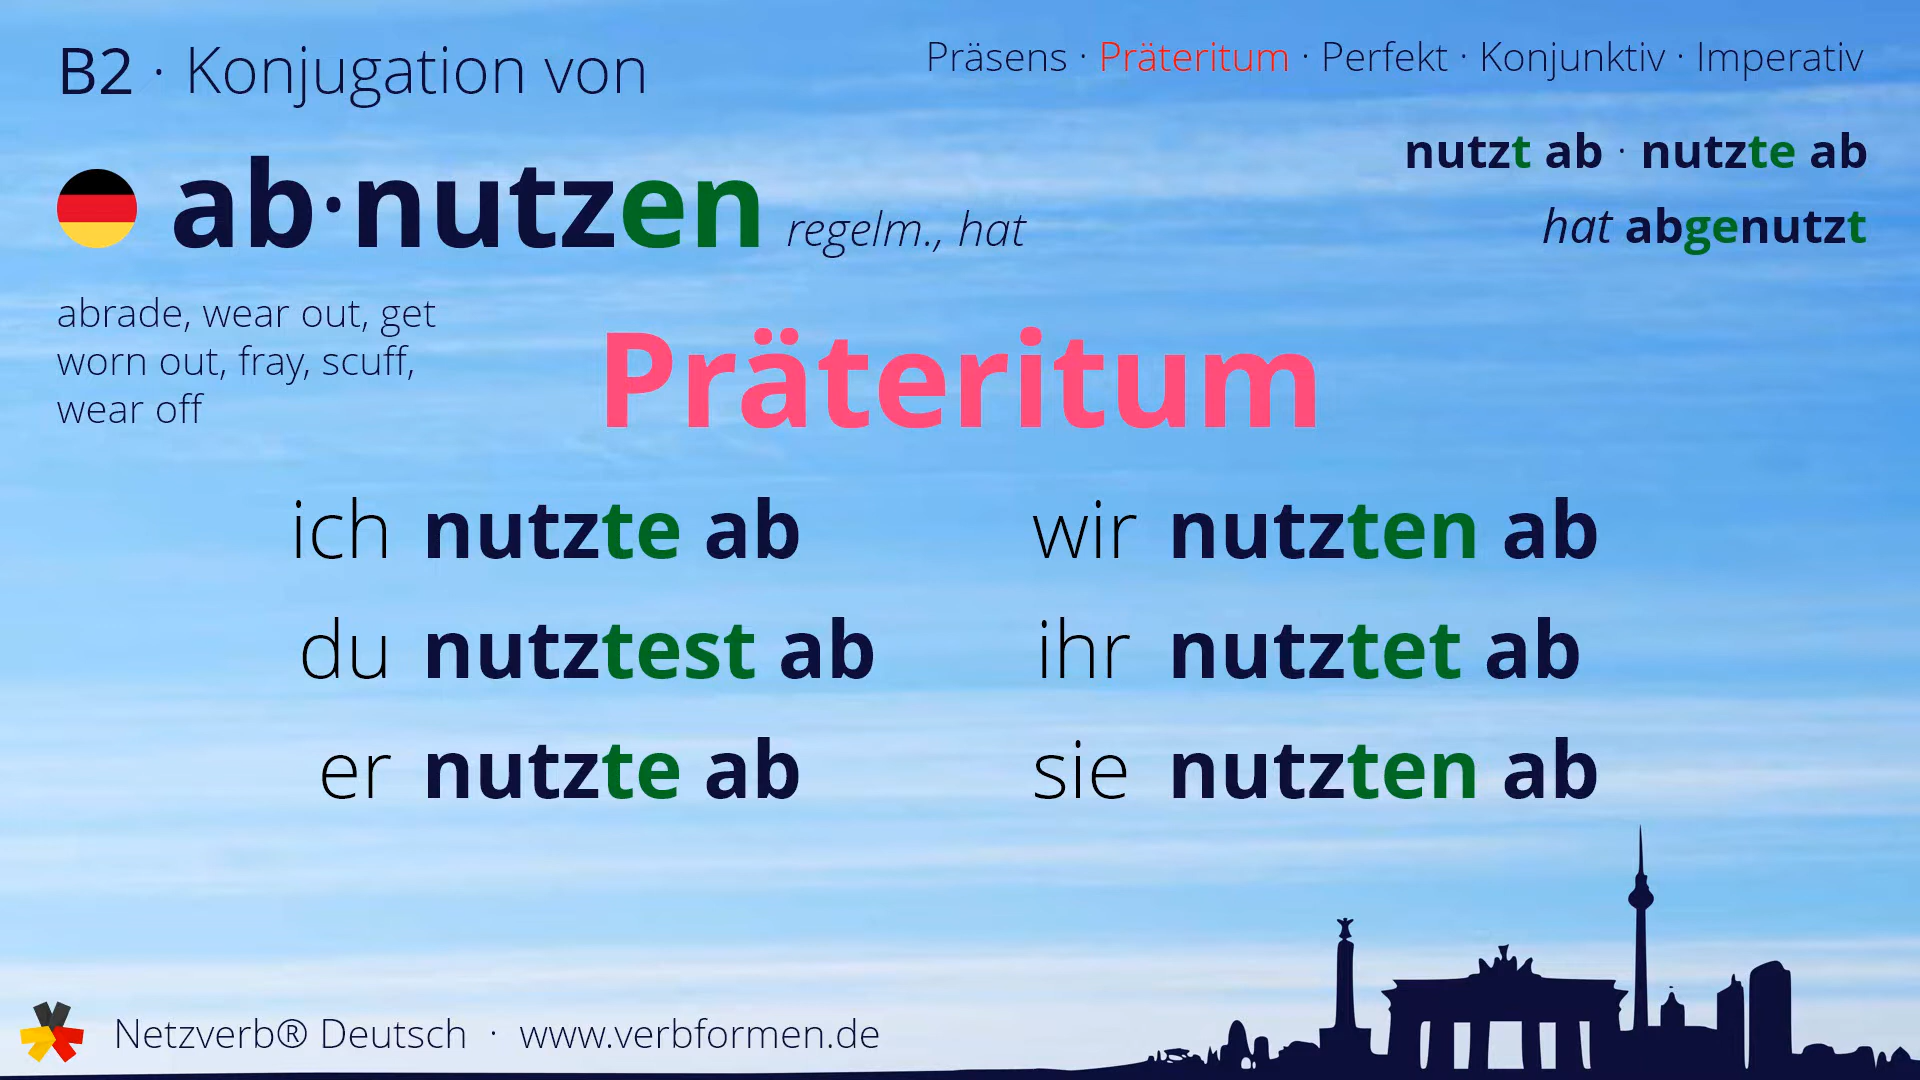 B2 · Konjugation von
Präsens · Präteritum · Perfekt · Konjunktiv · Imperativ
ab·nutzen regelm., hat
nutzt ab · nutzte ab
hat abgenutzt
abrade, wear out, get
worn out, fray, scuff,
wear off
Präteritum
ich nutzte ab
du nutztest ab
er nutzte ab
wir nutzten ab
ihr nutztet ab
sie nutzten ab
Netzverb® Deutsch · www.verbformen.de